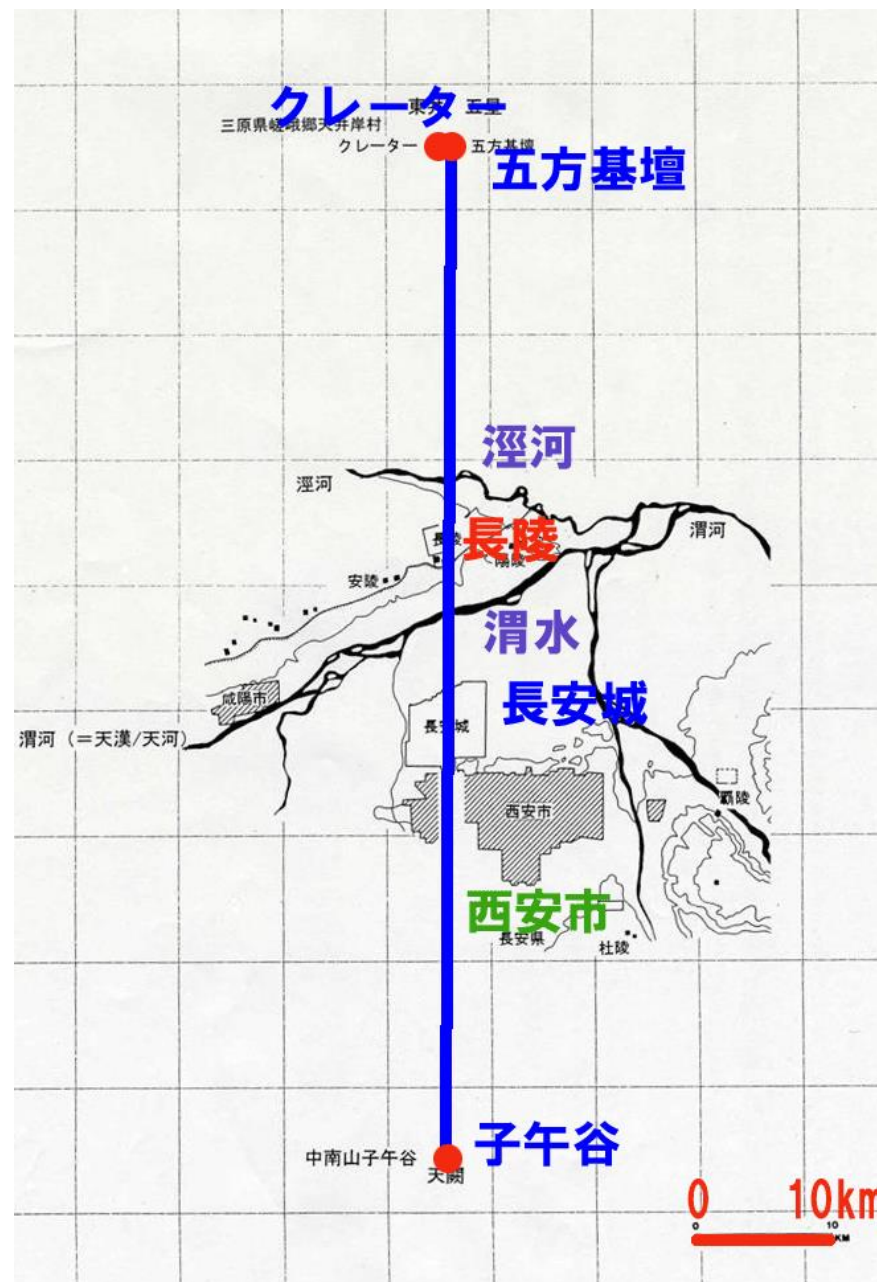 クレーター
東井 五星
三原県嵯峨郷天井岸村
クレーター
五方基壇
五方基壇
涇河
涇河
長陵
長陵
陽陵
渭河
安陵
渭水
咸陽市
長安城
長安城
渭河（＝天漢/天河）
覇陵
西安市
西安市
長安県
杜陵
子午谷
中南山子午谷
天闕
0 10km
0 10
KM